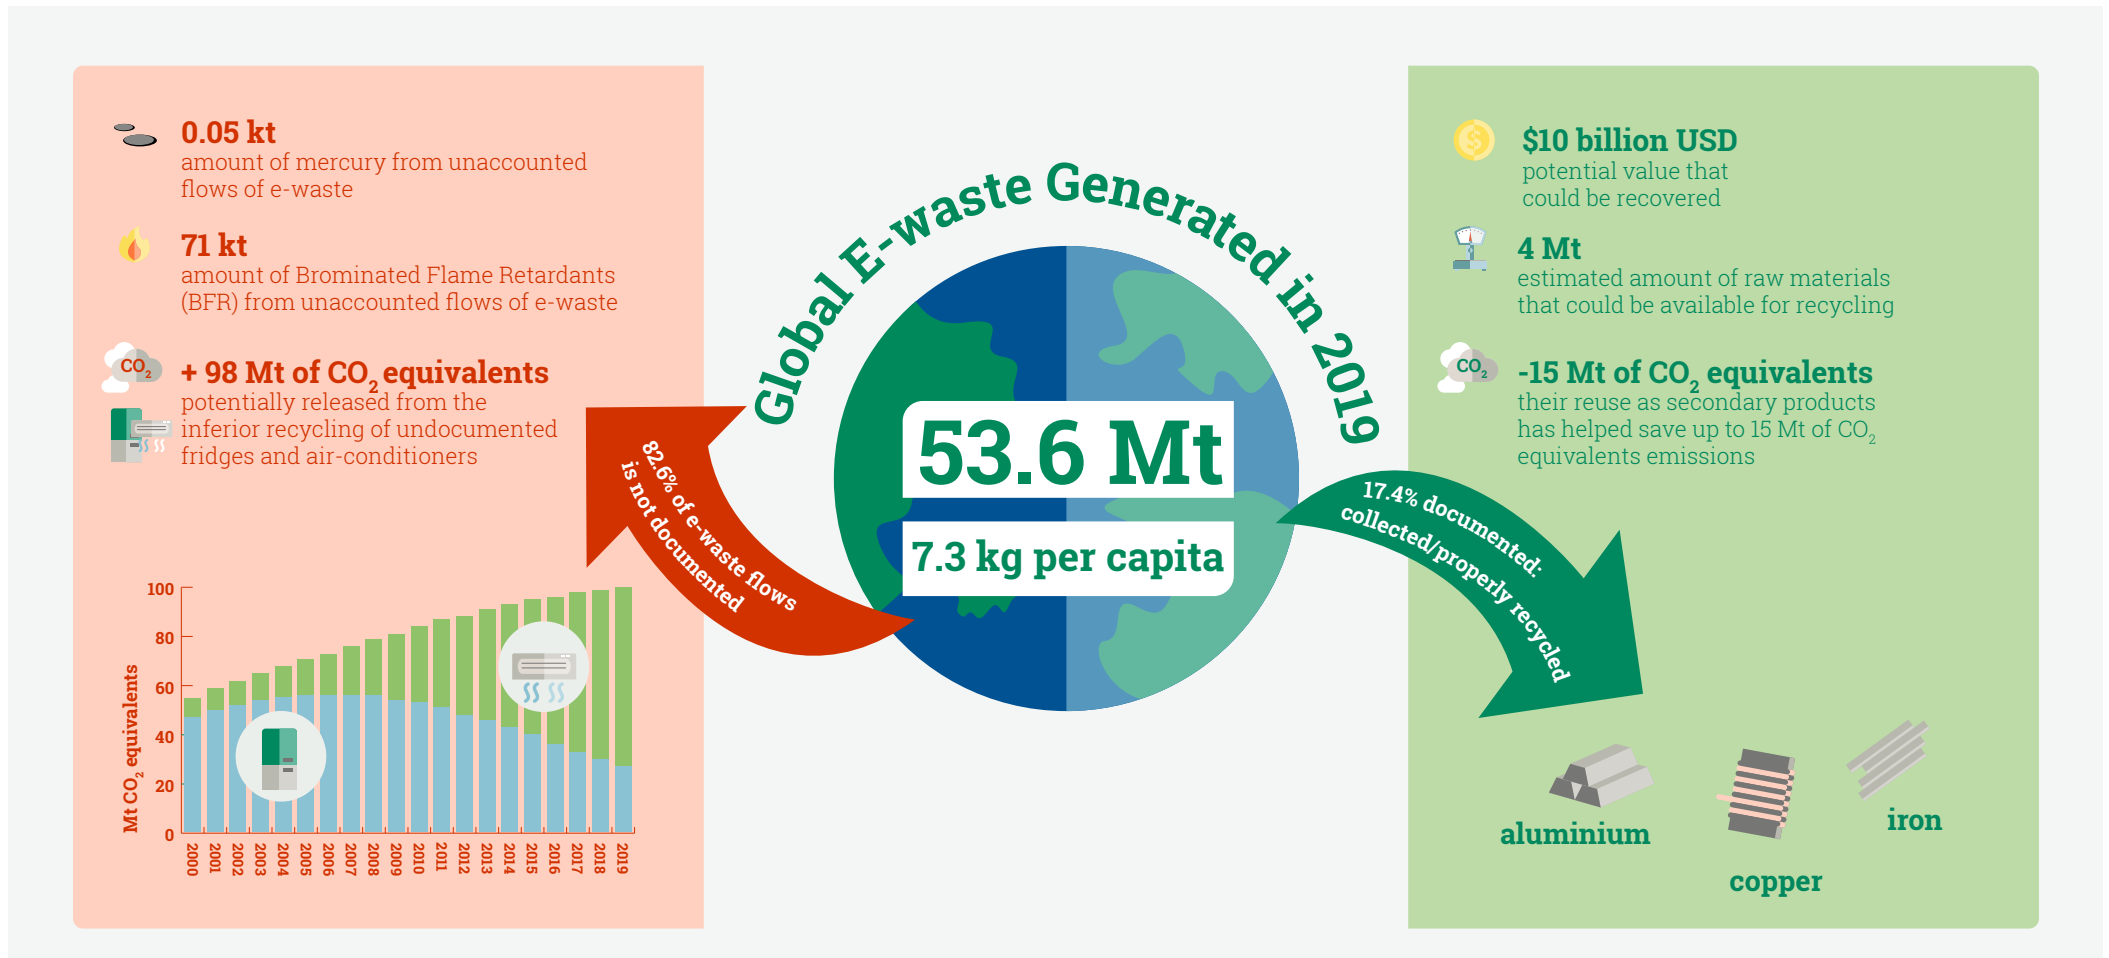 Global E-waste Generated in 2019
53.6 Mt
7.3 kg per capita
0.05 kt
amount of mercury from unaccounted
flows of e-waste
71 kt
amount of Brominated Flame Retardants
(BFR) from unaccounted flows of e-waste
CO₂
+ 98 Mt of CO₂ equivalents
potentially released from the
inferior recycling of undocumented
fridges and air-conditioners
82.6% of e-waste flows
is not documented
Mt CO₂ equivalents
100
80
60
40
20
0
2000
2001
2002
2003
2004
2005
2006
2007
2008
2009
2010
2011
2012
2013
2014
2015
2016
2017
2018
2019
$
$10 billion USD
potential value that
could be recovered
4 Mt
estimated amount of raw materials
that could be available for recycling
CO₂
-15 Mt of CO₂ equivalents
their reuse as secondary products
has helped save up to 15 Mt of CO₂
equivalents emissions
17.4% documented:
collected/properly recycled
aluminium
copper
iron